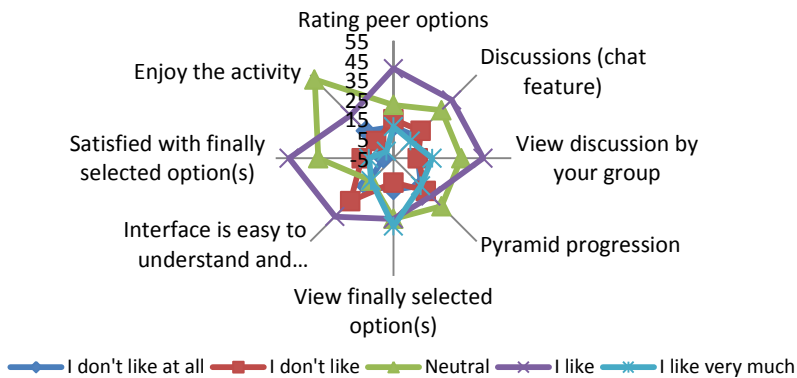 Rating peer options
55
45
35
25
15
5
-5
Discussions (chat
feature)
View discussion by
your group
Pyramid progression
View finally selected
option(s)
Interface is easy to
understand and...
Satisfied with finally
selected option(s)
Enjoy the activity
I don't like at all
I don't like
Neutral
I like
I like very much